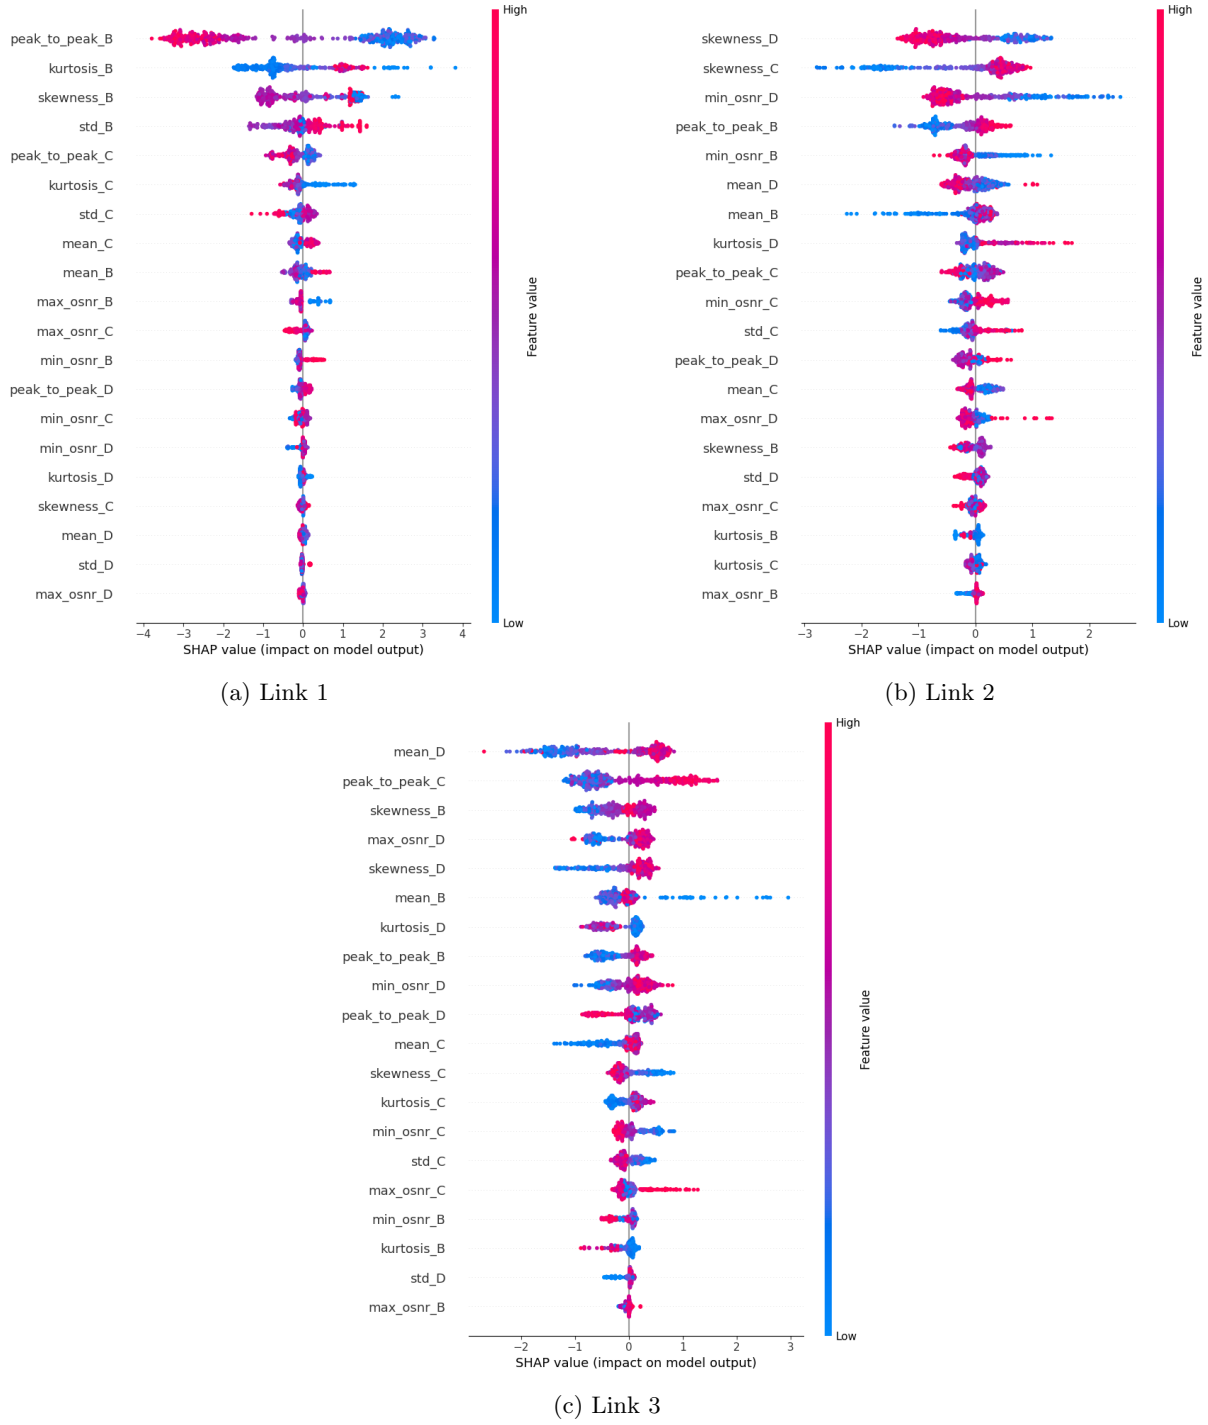 peak_to_peak_B
kurtosis_B
skewness_B
std_B
peak_to_peak_C
kurtosis_C
std_C
mean_C
mean_B
max_osnr_B
max_osnr_C
min_osnr_B
peak_to_peak_D
min_osnr_C
min_osnr_D
kurtosis_D
skewness_C
mean_D
std_D
max_osnr_D
−4 −3 −2 −1 0 1 2 3 4
SHAP value (impact on model output)
High
Feature value
Low
(a) Link 1
skewness_D
skewness_C
min_osnr_D
peak_to_peak_B
min_osnr_B
mean_D
mean_B
kurtosis_D
peak_to_peak_C
min_osnr_C
std_C
peak_to_peak_D
mean_C
max_osnr_D
skewness_B
std_D
max_osnr_C
kurtosis_B
kurtosis_C
max_osnr_B
−3 −2 −1 0 1 2
SHAP value (impact on model output)
High
Feature value
Low
(b) Link 2
mean_D
peak_to_peak_C
skewness_B
max_osnr_D
skewness_D
mean_B
kurtosis_D
peak_to_peak_B
min_osnr_D
peak_to_peak_D
mean_C
skewness_C
kurtosis_C
min_osnr_C
std_C
max_osnr_C
min_osnr_B
kurtosis_B
std_D
max_osnr_B
−2 −1 0 1 2 3
SHAP value (impact on model output)
High
Feature value
Low
(c) Link 3